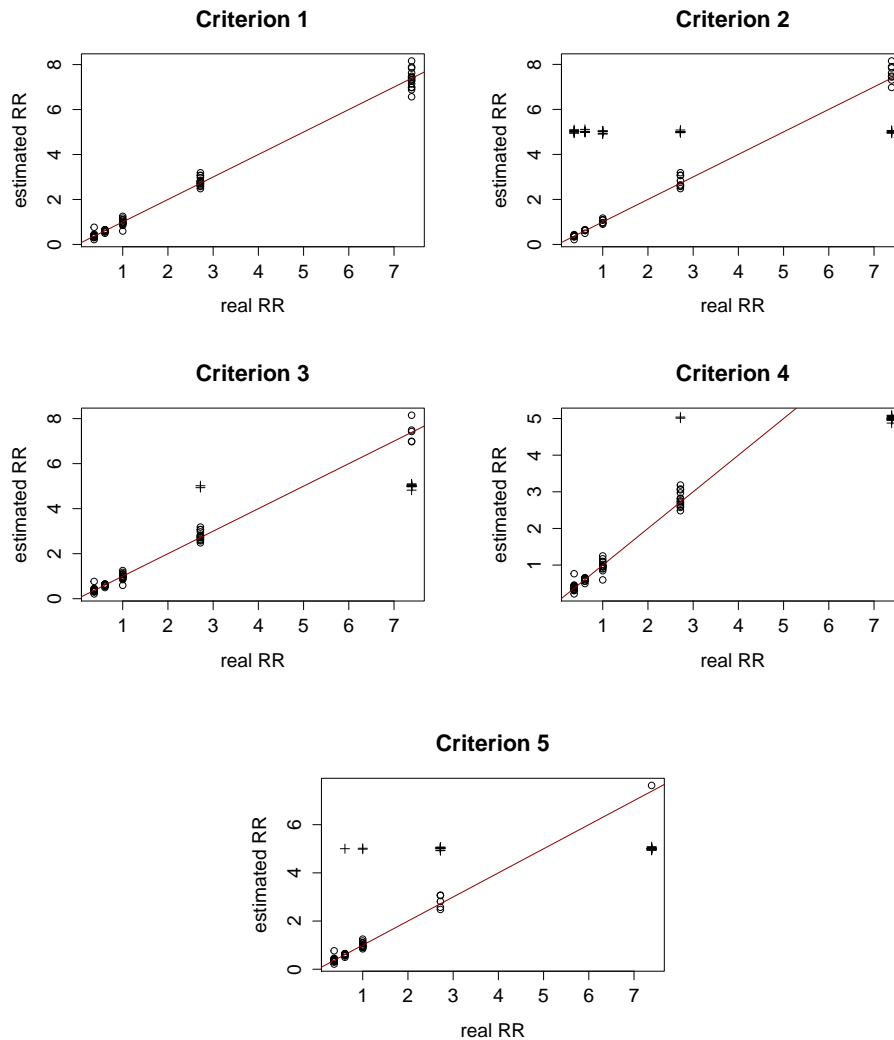 Criterion 1
estimated RR
8
6
4
2
0
1 2 3 4 5 6 7
real RR
Criterion 2
estimated RR
8
6
4
2
0
1 2 3 4 5 6 7
real RR
Criterion 3
estimated RR
8
6
4
2
0
1 2 3 4 5 6 7
real RR
Criterion 4
estimated RR
5
4
3
2
1
1 2 3 4 5 6 7
real RR
Criterion 5
estimated RR
6
4
2
0
1 2 3 4 5 6 7
real RR